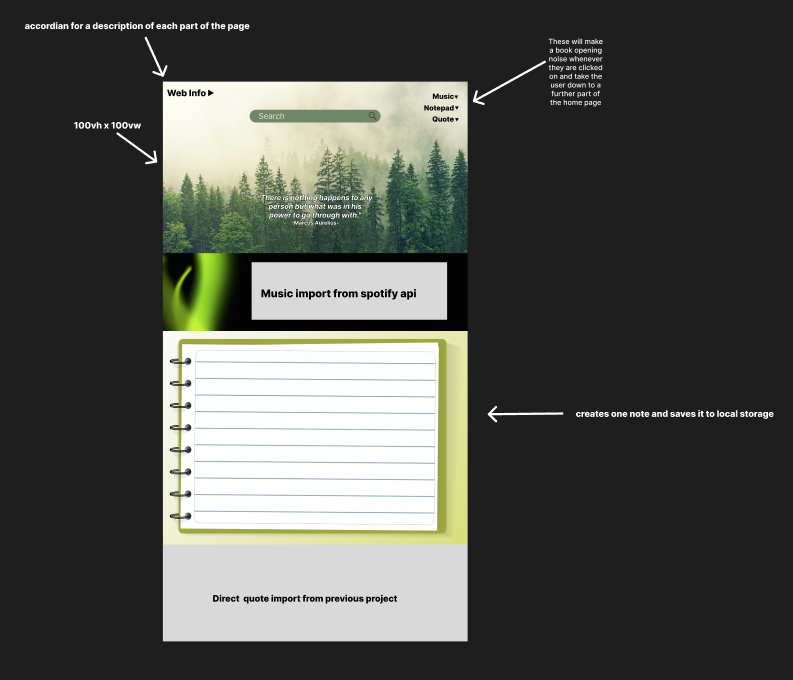 accordian for a description of each part of the page
These will make
a book opening
noise whenever
they are clicked
on and take the
user down to a
further part of
the home page
Web Info
Music
Notepad
Quote
Search
100vh x 100vw
"There is nothing happens to any
person but what was in his
power to go through with."
-Marcus Aurelius-
Music import from spotify api
creates one note and saves it to local storage
Direct quote import from previous project